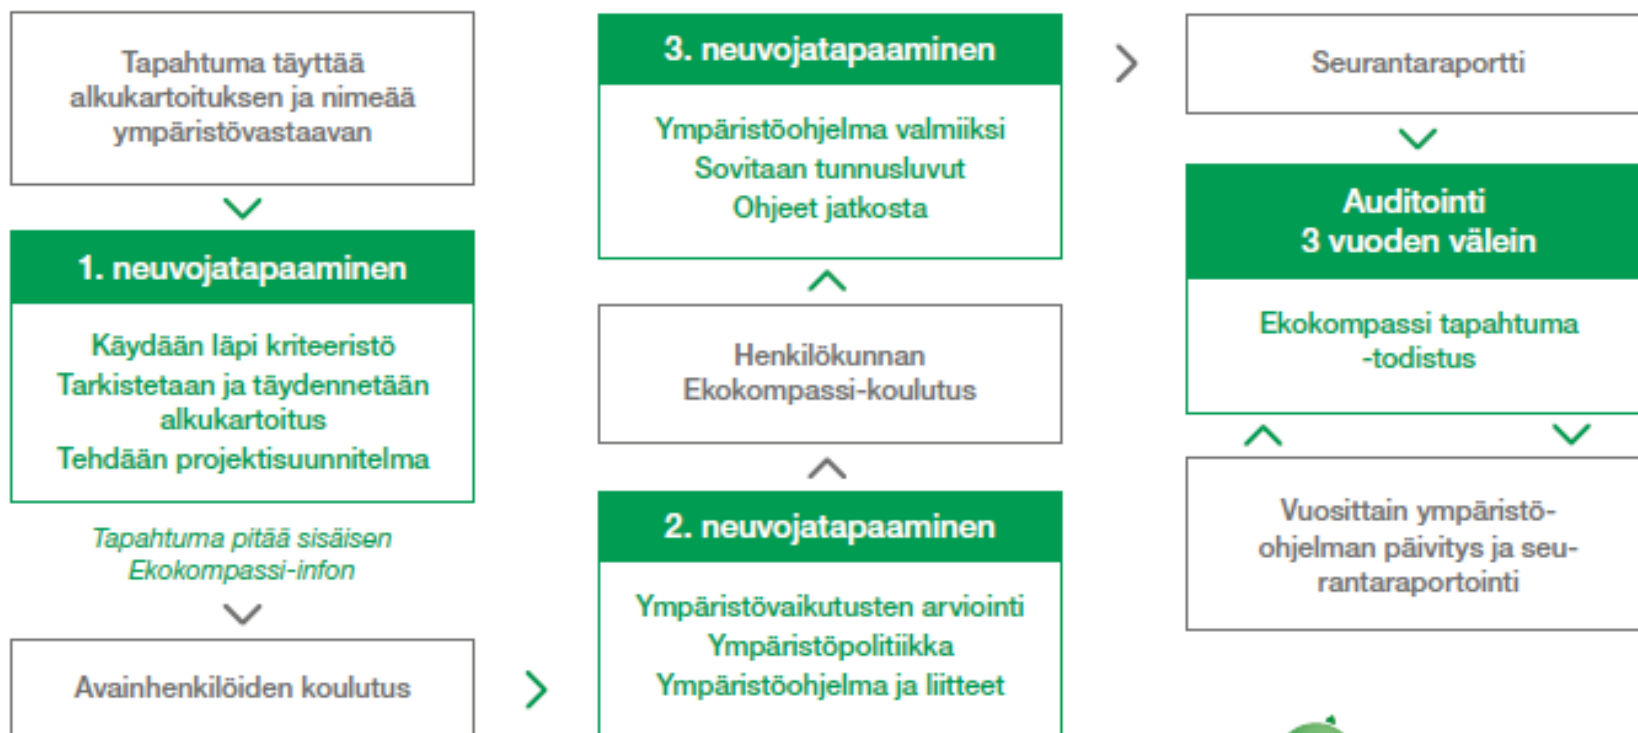 Tapahtuma täyttää
alkukartoituksen ja nimeää
ympäristövastaavan
1. neuvojatapaaminen
Käydään läpi kriteeristö
Tarkistetaan ja täydennetään
alkukartoitus
Tehdään projektisuunnitelma
Tapahtuma pitää sisäisen
Ekokompassi-infon
Avainhenkilöiden koulutus
2. neuvojatapaaminen
Ympäristövaikutusten arviointi
Ympäristöpolitiikka
Ympäristöohjelma ja liitteet
Henkilökunnan
Ekokompassi-koulutus
3. neuvojatapaaminen
Ympäristöohjelma valmiiksi
Sovitaan tunnusluvut
Ohjeet jatkosta
Seurantaraportti
Auditointi
3 vuoden välein
Ekokompassi tapahtuma
-todistus
Vuosittain ympäristö-
ohjelman päivitys ja seu-
rantaraportointi